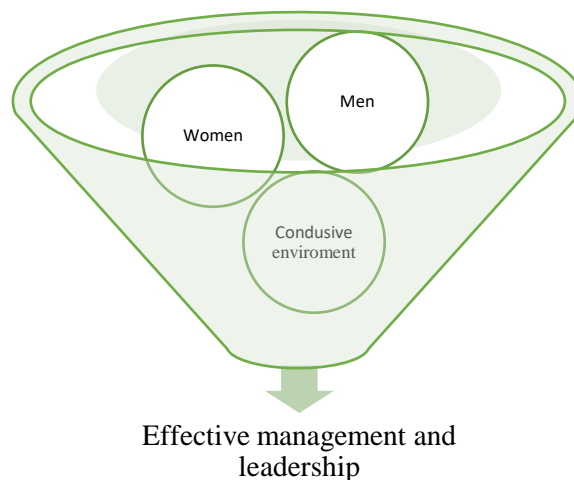 Men
Women
Condusive
enviroment
Effective management and
leadership